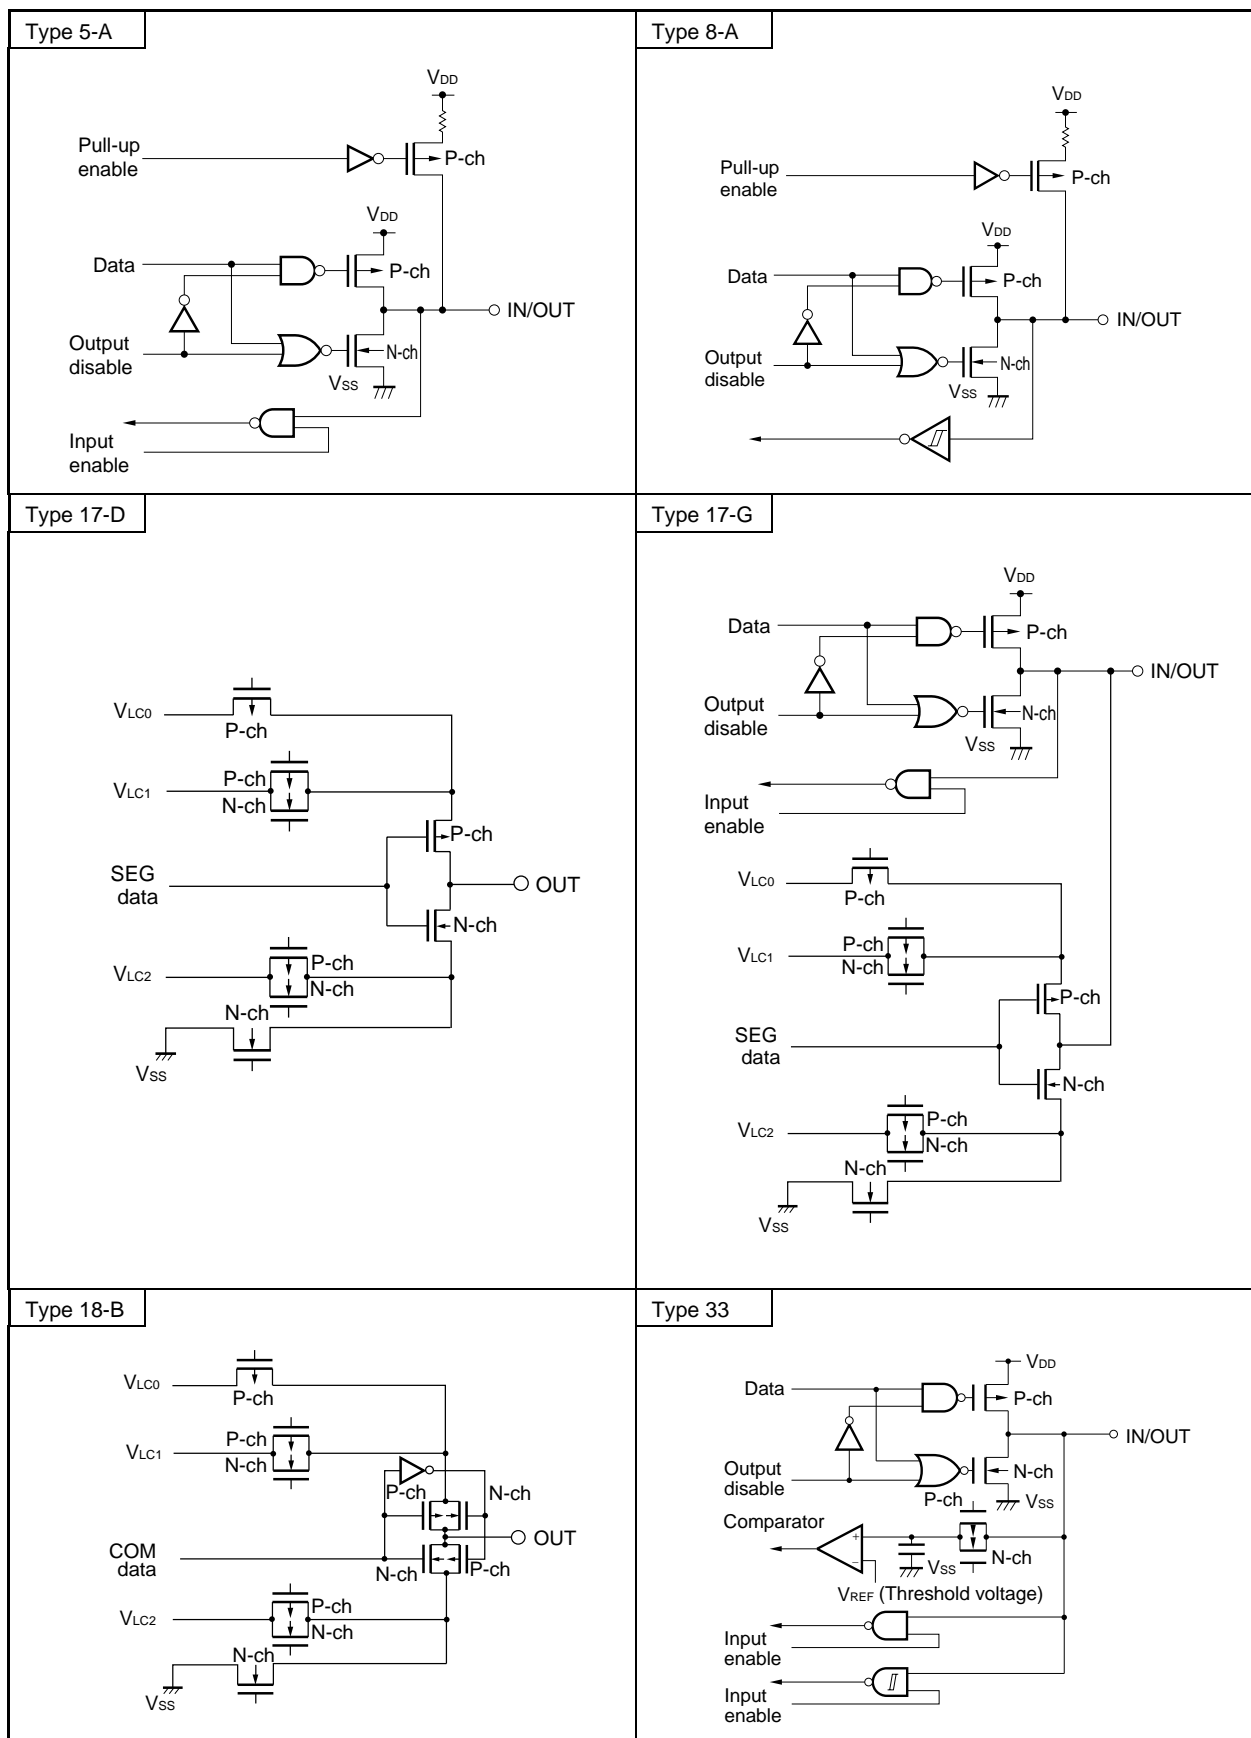 Type 5-A
VDD
Pull-up
enable
P-ch
VDD
Data
P-ch
IN/OUT
Output
disable
N-ch
VSS
Input
enable
Type 8-A
VDD
Pull-up
enable
P-ch
VDD
Data
P-ch
IN/OUT
Output
disable
N-ch
VSS
Type 17-D
VLC0
P-ch
P-ch
VLC1
N-ch
P-ch
SEG
data
OUT
N-ch
P-ch
VLC2
N-ch
N-ch
VSS
Type 17-G
VDD
Data
P-ch
IN/OUT
Output
disable
N-ch
VSS
Input
enable
VLC0
P-ch
P-ch
VLC1
N-ch
P-ch
SEG
data
N-ch
P-ch
VLC2
N-ch
N-ch
VSS
Type 18-B
VLC0
P-ch
P-ch
VLC1
N-ch
P-ch
N-ch
OUT
COM
data
N-ch
P-ch
P-ch
VLC2
N-ch
N-ch
VSS
Type 33
VDD
Data
P-ch
IN/OUT
Output
disable
N-ch
P-ch
VSS
Comparator
+
–
VSS
N-ch
VREF (Threshold voltage)
Input
enable
Input
enable